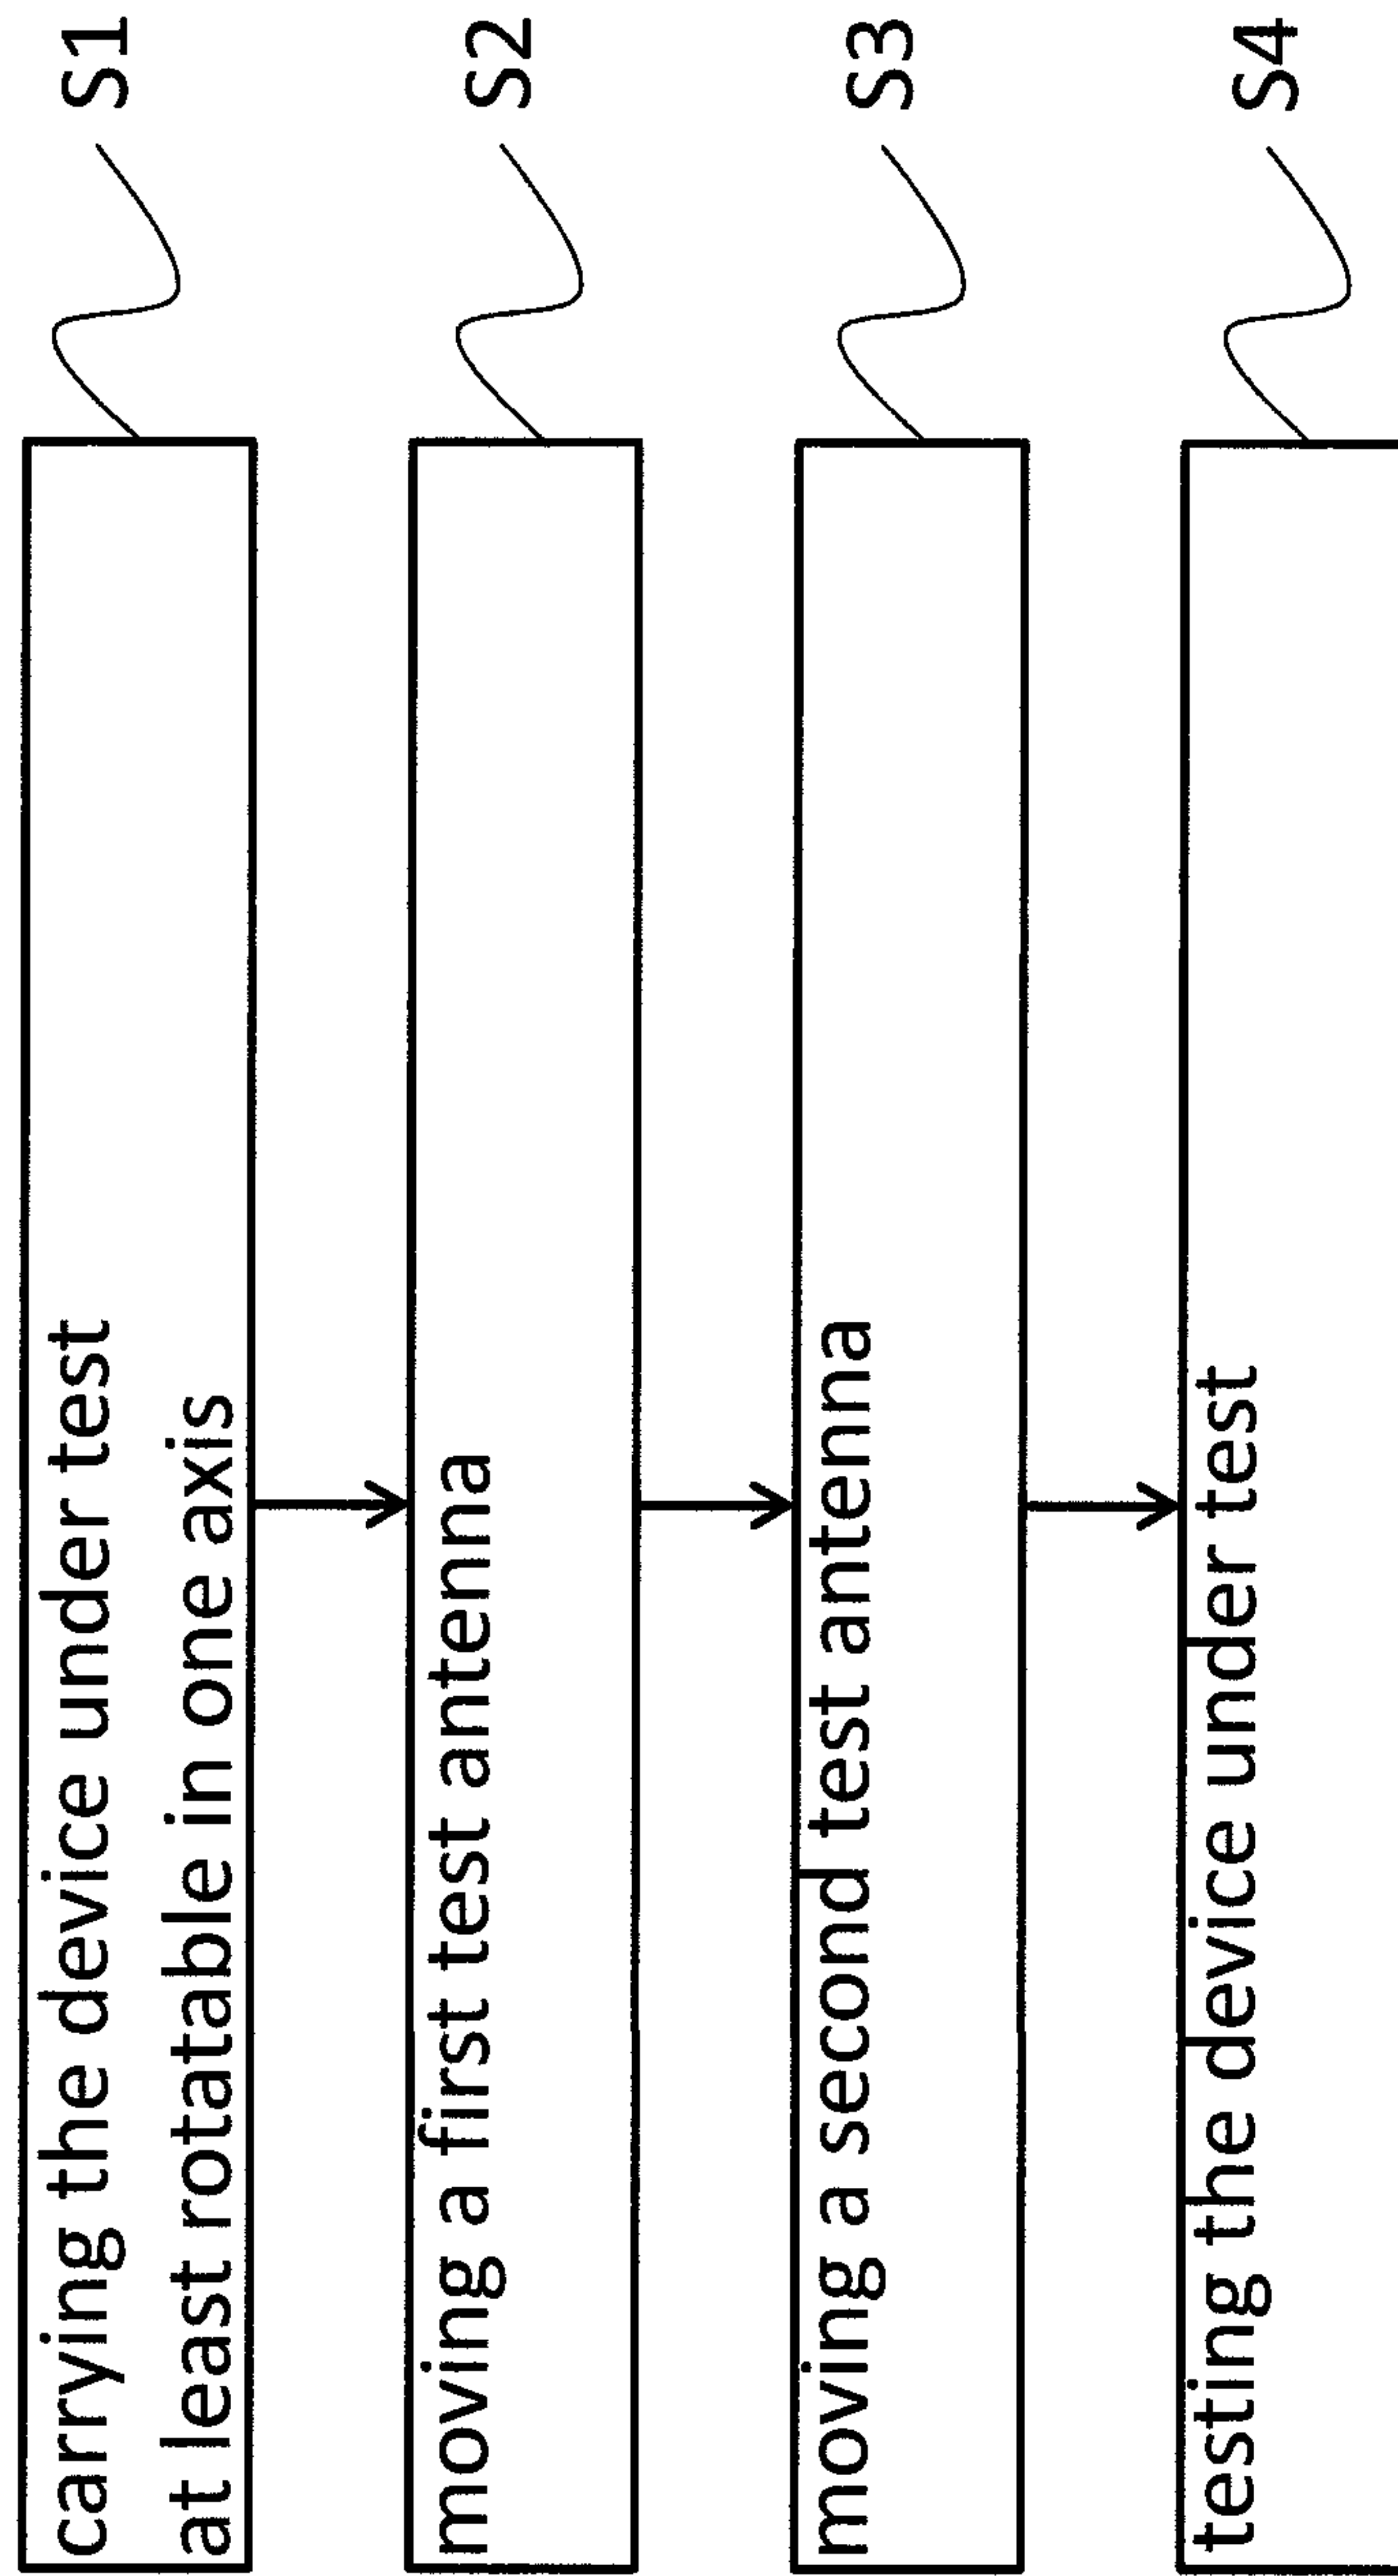 carrying the device under test
at least rotatable in one axis
S1
moving a first test antenna
S2
moving a second test antenna
S3
testing the device under test
S4